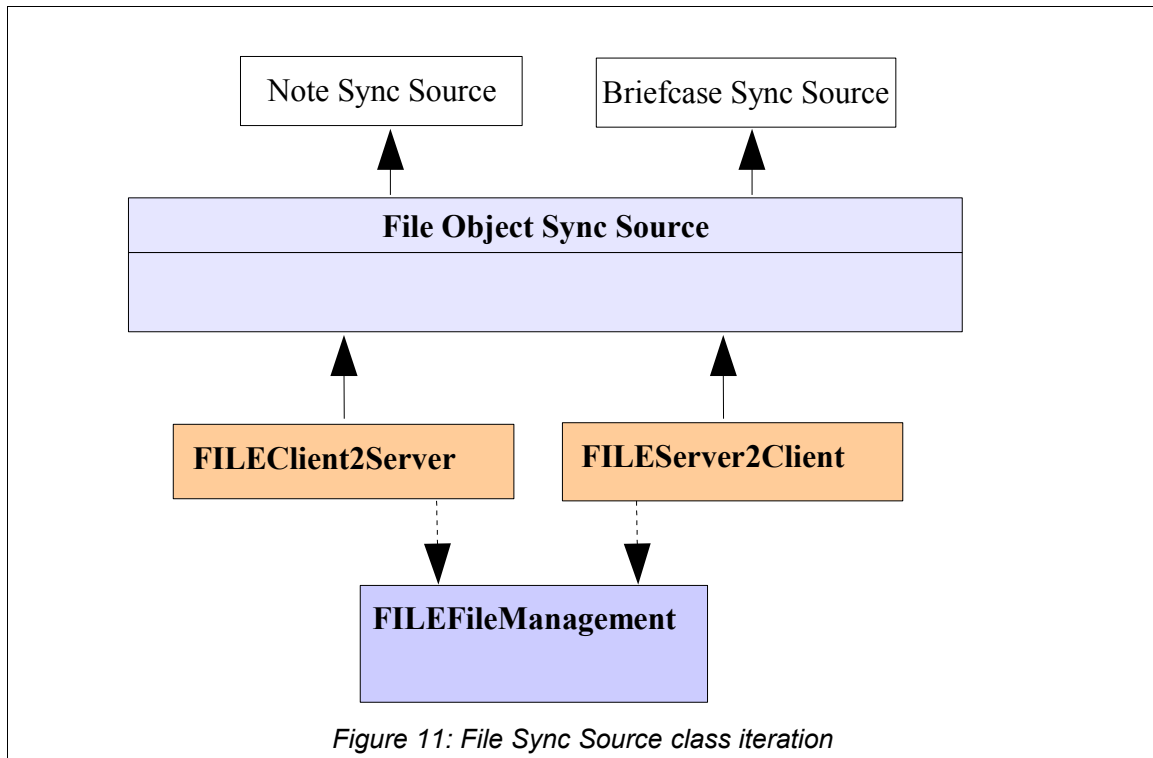 Note Sync Source
Briefcase Sync Source
File Object Sync Source
FILEClient2Server
FILEServer2Client
FILEFileManagement
Figure 11: File Sync Source class iteration